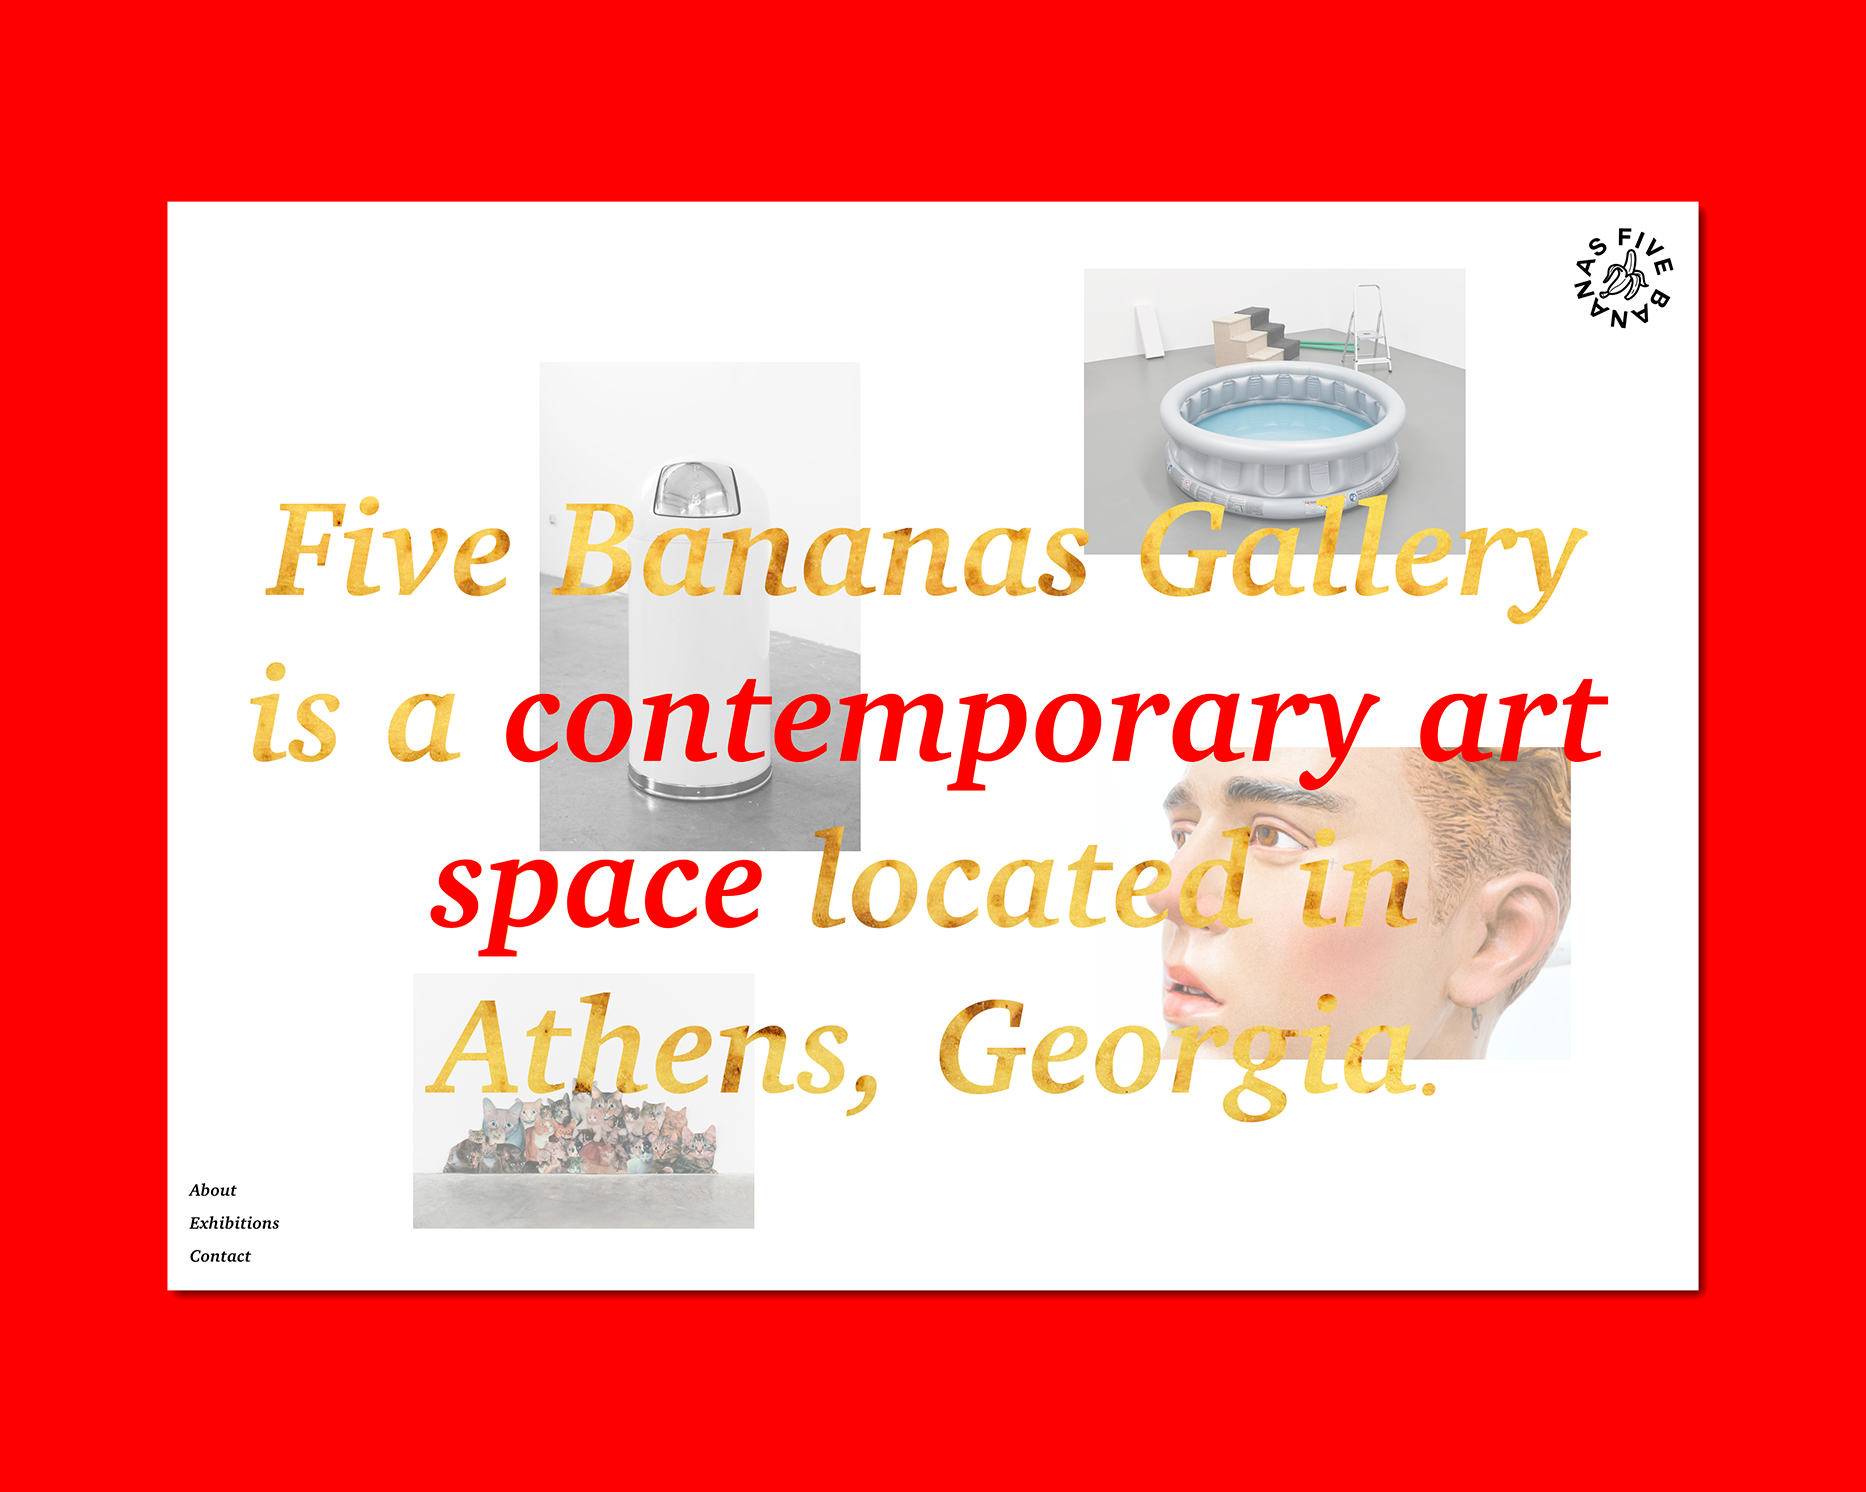 FIVE BANANAS
Five Bananas Gallery
is a contemporary art
space located in
Athens, Georgia.
About
Exhibitions
Contact